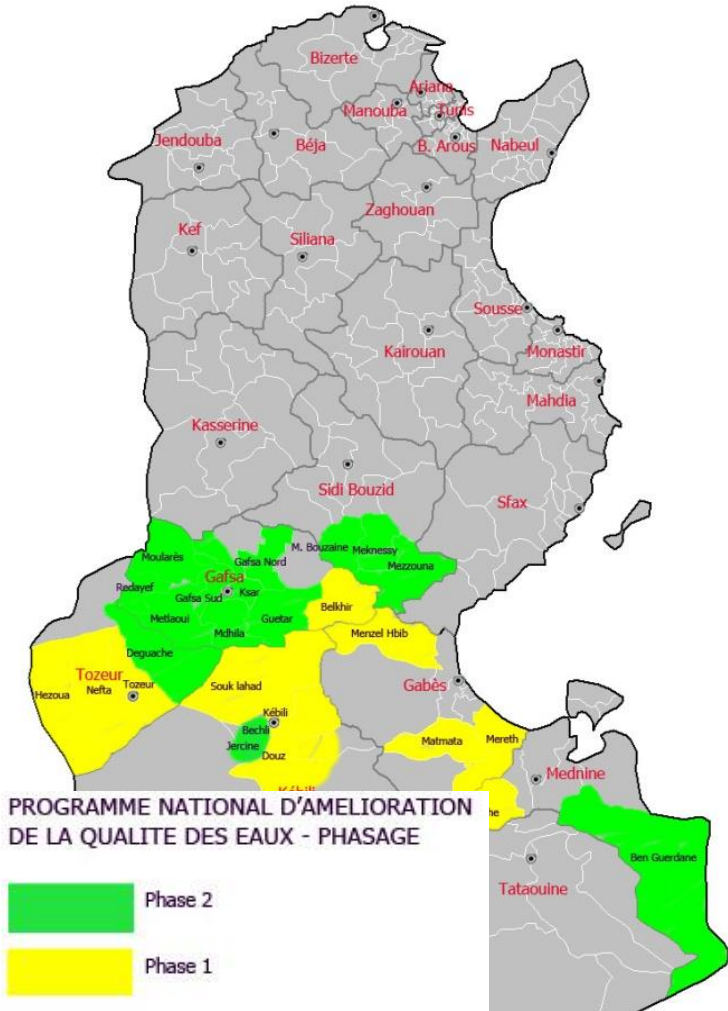 Bizerte
Ariana
Manouba
Tunis
Jendouba
Béja
B. Arous
Nabeul
Zaghouan
Kef
Siliana
Sousse
Kairouan
Monastir
Mahdia
Kasserine
Sidi Bouzid
Sfax
Moularès
Gafsa Nord
M. Bouzaine
Meknessy
Mezzouna
Redayef
Gafsa
Gafsa Sud
Ksar
Belkhir
Metlaoui
Guetar
Mdhila
Menzel Hbib
Deguache
Tozeur
Hezoua
Nefta
Tozeur
Souk lahad
Gabès
Kébili
Bechli
Jercine
Douz
Matmata
Mereth
Mednine
Kébili
he
Ben Guerdane
Tataouine
PROGRAMME NATIONAL D'AMELIORATION
DE LA QUALITE DES EAUX - PHASAGE
Phase 2
Phase 1